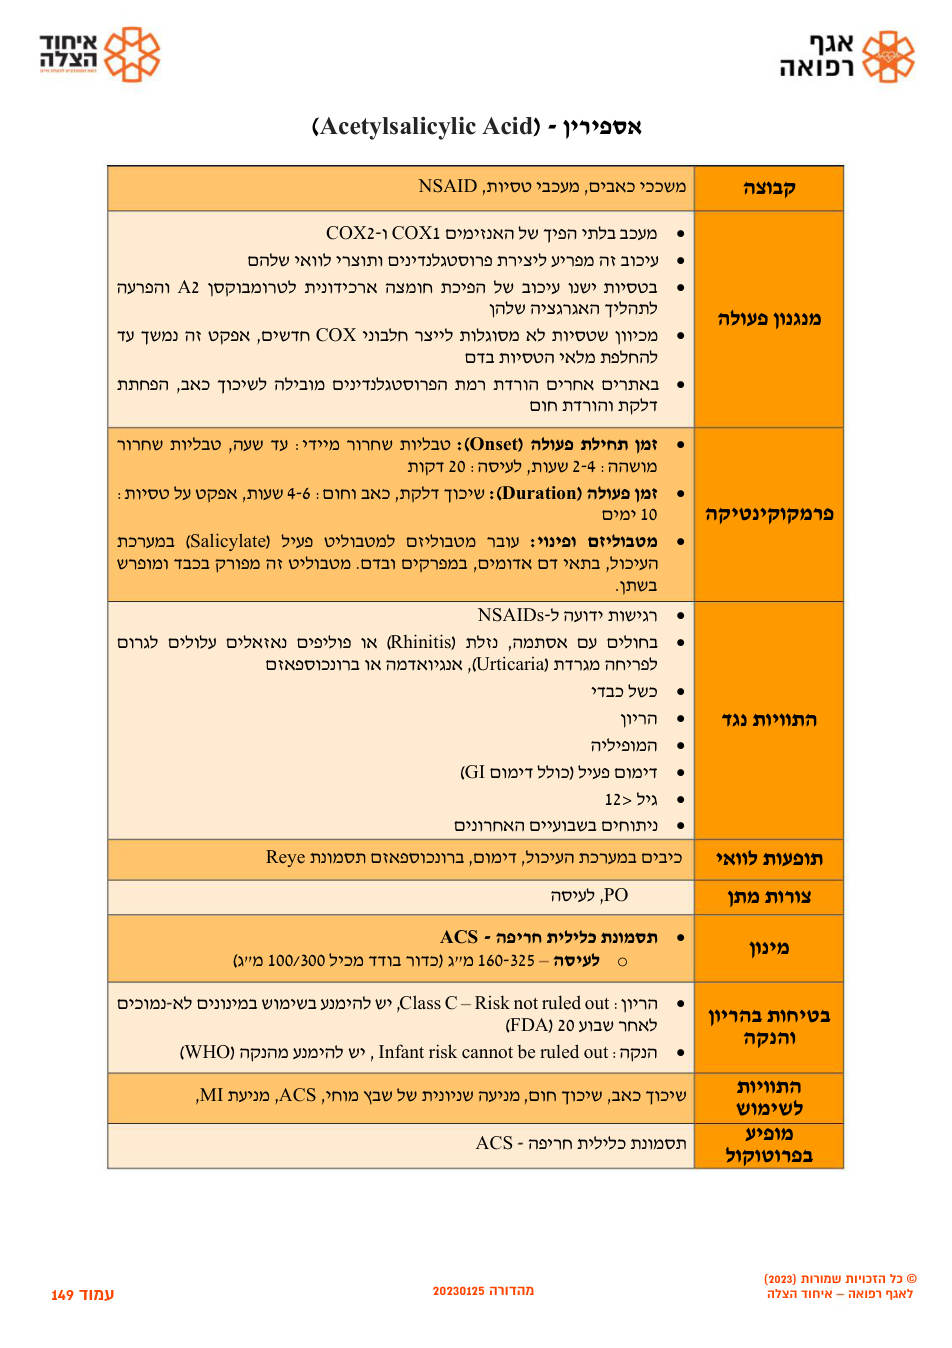 איחוד
הצלה
אגף
רפואה
אספירין - (Acetylsalicylic Acid)
קבוצה
משככי כאבים, מעכבי טסיות, NSAID
מנגנון פעולה
• מעכב בלתי הפיך של האנזימים COX1 ו-COX2
• עיכוב זה מפריע ליצירת פרוסטגלנדינים ותוצרי לוואי שלהם
• בטסיות ישנו עיכוב של הפיכת חומצה ארכידונית לטרומבוקסן A2 והפרעה
לתהליך האגרגציה שלהן
• מכיוון שטסיות לא מסוגלות לייצר חלבוני COX חדשים, אפקט זה נמשך עד
להחלפת מלאי הטסיות בדם
• באתרים אחרים הורדת רמת הפרוסטגלנדינים מובילה לשיכוך כאב, הפחתת
דלקת והורדת חום
פרמקוקינטיקה
• זמן תחילת פעולה (Onset): טבליות שחרור מיידי: עד שעה, טבליות שחרור
מושהה: 2-4 שעות, לעיסה: 20 דקות
• זמן פעולה (Duration): שיכוך דלקת, כאב וחום: 4-6 שעות, אפקט על טסיות:
10 ימים
• מטבוליזם ופינוי: עובר מטבוליזם למטבוליט פעיל (Salicylate) במערכת
העיכול, בתאי דם אדומים, במפרקים ובדם. מטבוליט זה מפורק בכבד ומופרש
בשתן.
התוויות נגד
• רגישות ידועה ל-NSAIDs
• בחולים עם אסתמה, נזלת (Rhinitis) או פוליפים נאזאלים עלולים לגרום
לפריחה מגרדת (Urticaria), אנגיואדמה או ברונכוספאזם
• כשל כבדי
• הריון
• המופיליה
• דימום פעיל (כולל דימום GI)
• גיל <12
• ניתוחים בשבועיים האחרונים
תופעות לוואי
כיבים במערכת העיכול, דימום, ברונכוספאזם תסמונת Reye
צורות מתן
PO, לעיסה
מינון
• תסמונת כלילית חריפה - ACS
o לעיסה – 160-325 מ״ג (כדור בודד מכיל 100/300 מ״ג)
בטיחות בהריון
והנקה
• הריון: Class C – Risk not ruled out, יש להימנע בשימוש במינונים לא-נמוכים
לאחר שבוע 20 (FDA)
• הנקה: Infant risk cannot be ruled out , יש להימנע מהנקה (WHO)
התוויות
לשימוש
שיכוך כאב, שיכוך חום, מניעה שניונית של שבץ מוחי, ACS, מניעת MI,
מופיע
בפרוטוקול
תסמונת כלילית חריפה - ACS
© כל הזכויות שמורות (2023)
לאגף רפואה – איחוד הצלה
מהדורה 20230125
עמוד 149